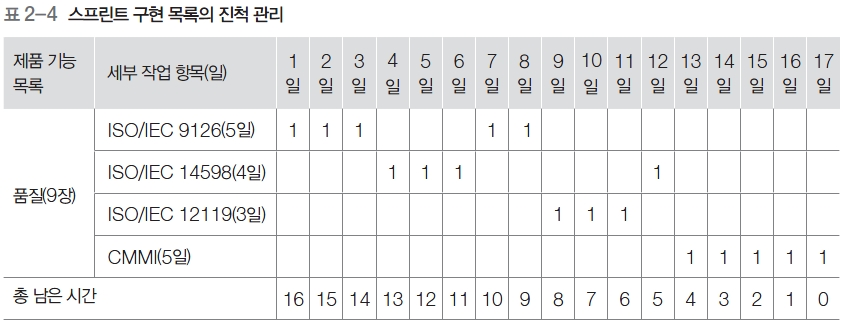 표 2-4 스프린트 구현 목록의 진척 관리
제품 기능 목록 세부 작업 항목(일) 1일 2일 3일 4일 5일 6일 7일 8일 9일 10일 11일 12일 13일 14일 15일 16일 17일
품질(9장)
ISO/IEC 9126(5일) 1 1 1 1 1
ISO/IEC 14598(4일) 1 1 1 1
ISO/IEC 12119(3일) 1 1 1
CMMI(5일) 1 1 1 1 1
총 남은 시간 16 15 14 13 12 11 10 9 8 7 6 5 4 3 2 1 0